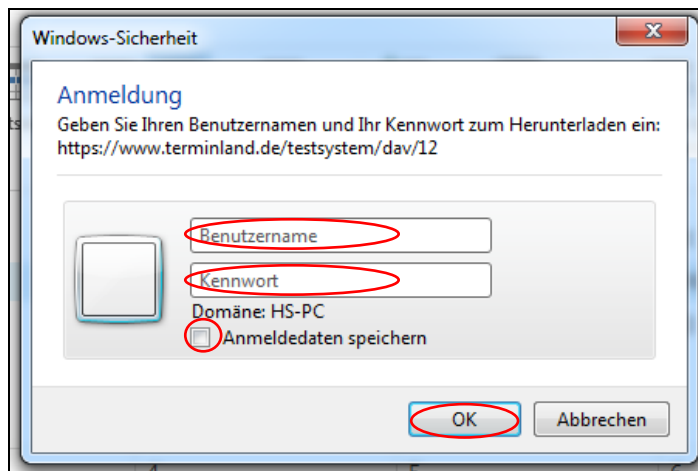 Windows-Sicherheit
Anmeldung
Geben Sie Ihren Benutzernamen und Ihr Kennwort zum Herunterladen ein:
https://www.terminland.de/testsystem/dav/12
Benutzername
Kennwort
Domäne: HS-PC
Anmeldedaten speichern
OK Abbrechen